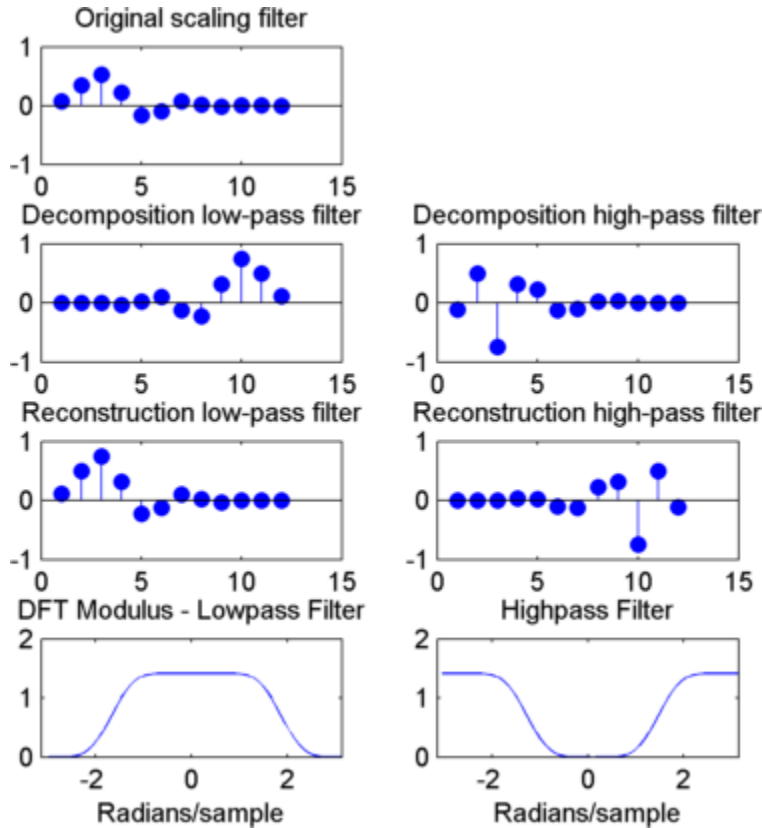 Original scaling filter
1
0
-1
0 5 10 15
Decomposition low-pass filter
1
0
-1
0 5 10 15
Decomposition high-pass filter
1
0
-1
0 5 10 15
Reconstruction low-pass filter
1
0
-1
0 5 10 15
Reconstruction high-pass filter
1
0
-1
0 5 10 15
DFT Modulus - Lowpass Filter
2
1
0
-2 0 2
Radians/sample
Highpass Filter
2
1
0
-2 0 2
Radians/sample